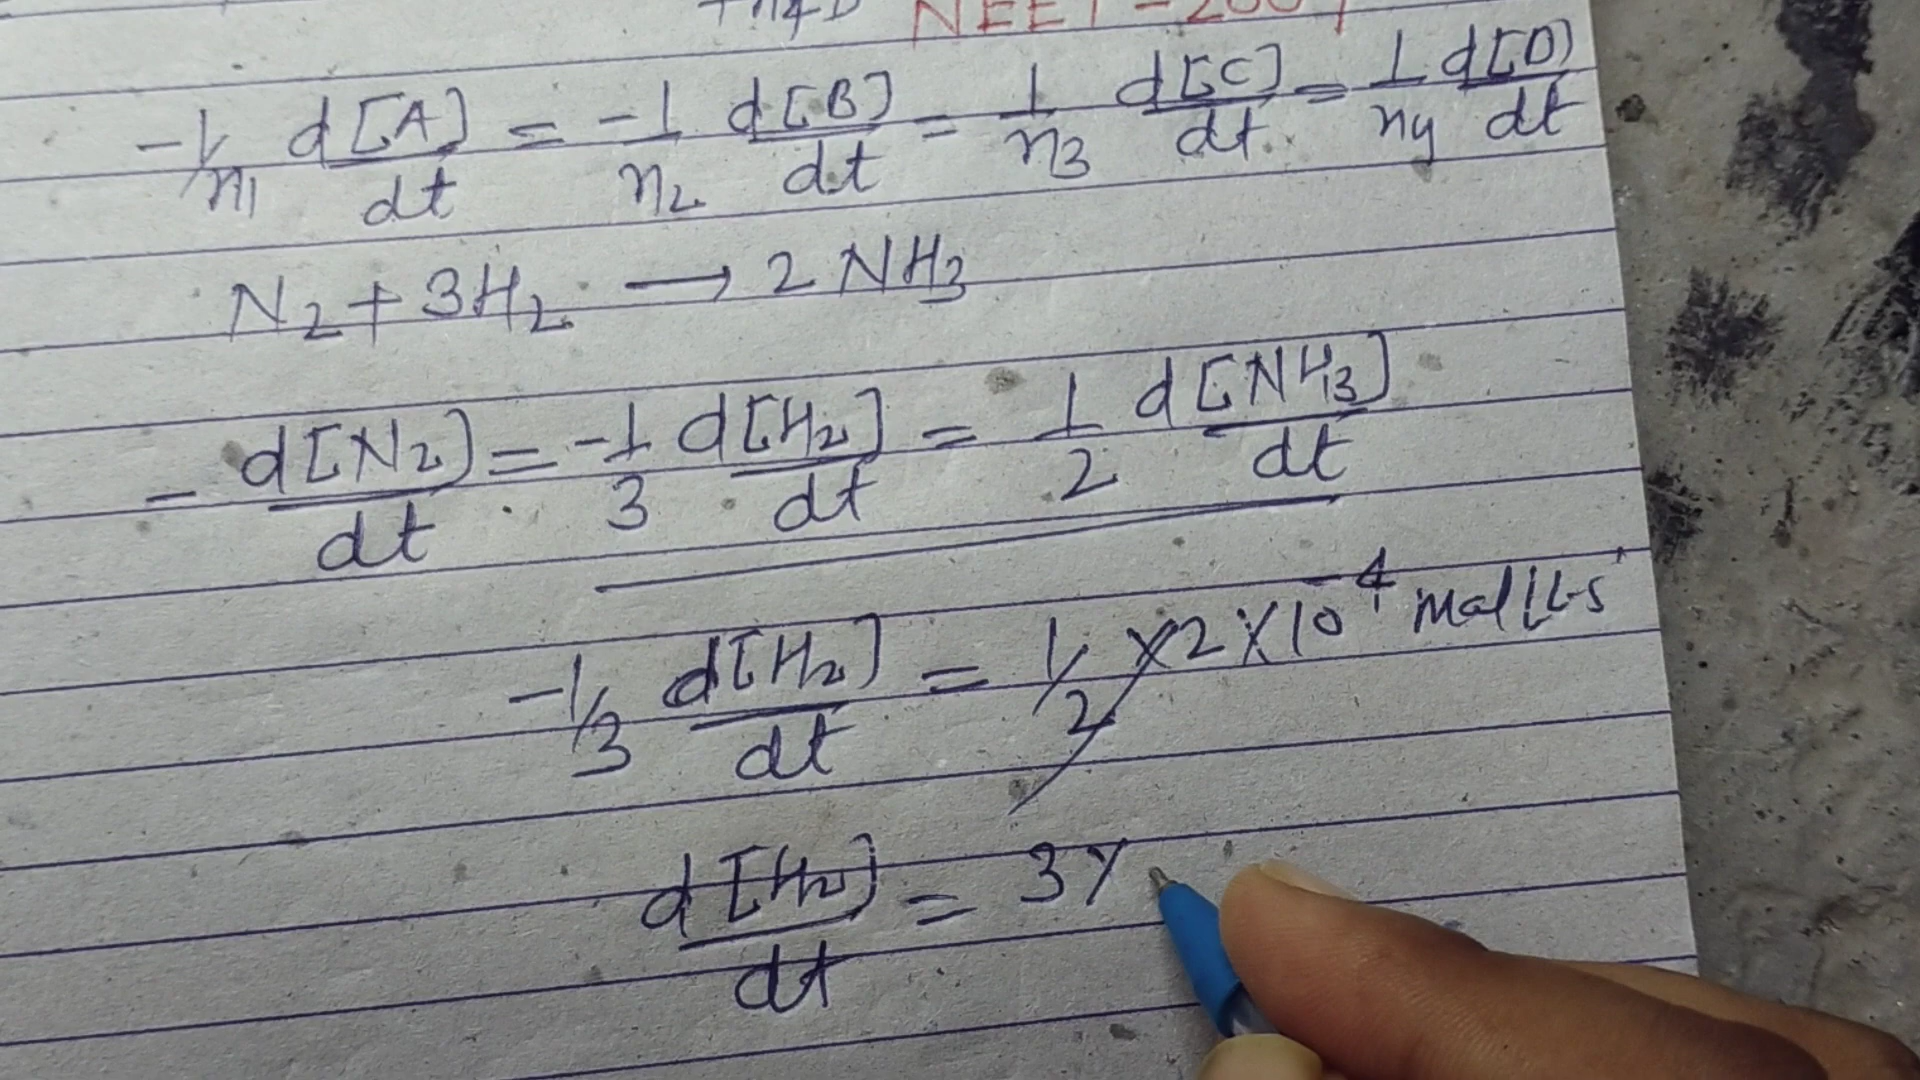 NEET - 2009
-1/n1 d[A]/dt = -1/n2 d[B]/dt = 1/n3 d[C]/dt = 1/n4 d[D]/dt
N2 + 3H2 → 2NH3
- d[N2]/dt = -1/3 d[H2]/dt = 1/2 d[NH3]/dt
-1/3 d[H2]/dt = 1/2 × 2 × 10^-4 mol/L-s
d[H2]/dt = 3×